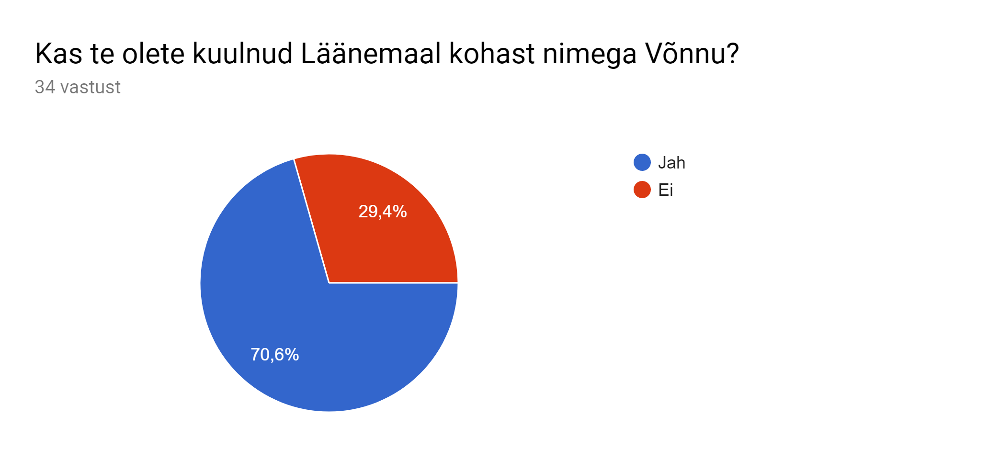 Kas te olete kuulnud Läänemaal kohast nimega Võnnu?
34 vastust
Jah
Ei
29,4%
70,6%